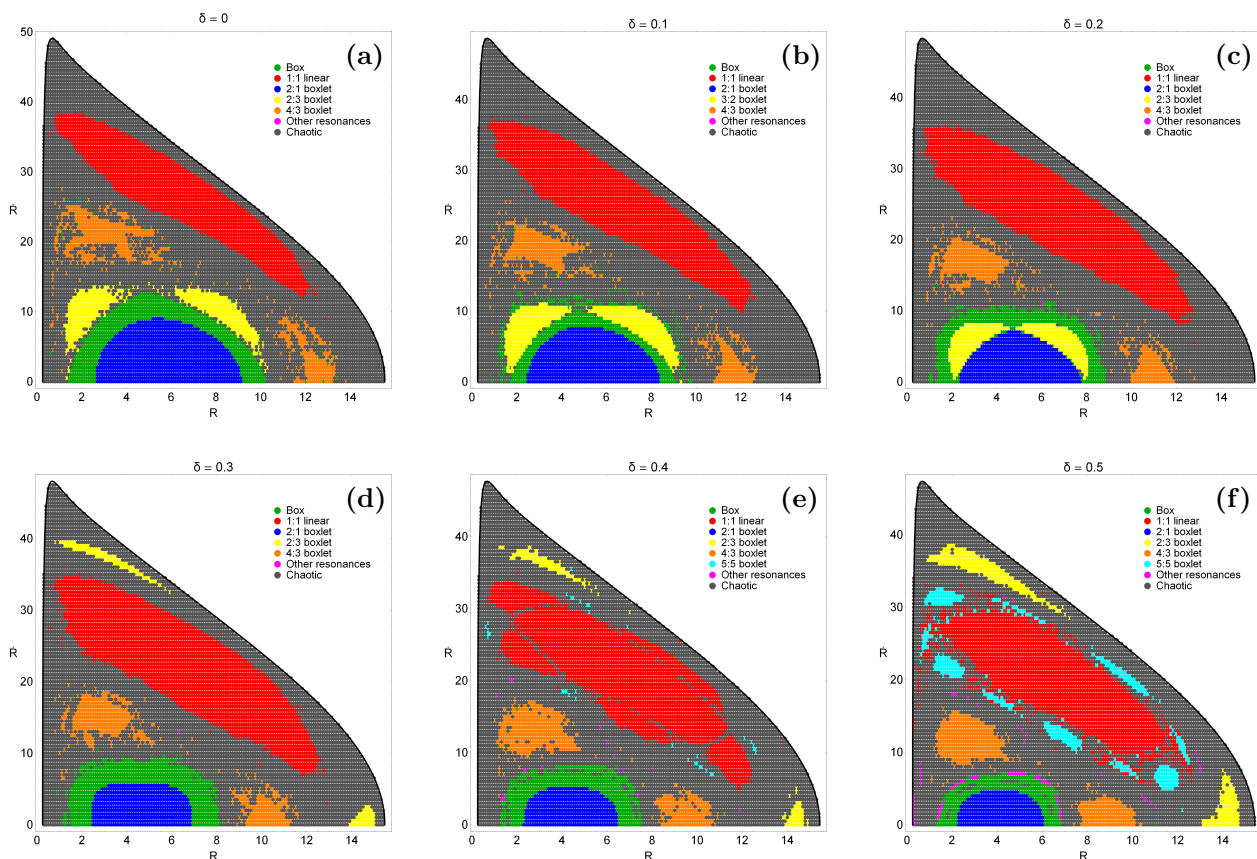 δ = 0
(a)
50
40
30
20
10
0
Ṙ
0 2 4 6 8 10 12 14
R
Box
1:1 linear
2:1 boxlet
2:3 boxlet
4:3 boxlet
Other resonances
Chaotic
δ = 0.1
(b)
40
30
20
10
0
Ṙ
0 2 4 6 8 10 12 14
R
Box
1:1 linear
2:1 boxlet
3:2 boxlet
4:3 boxlet
Other resonances
Chaotic
δ = 0.2
(c)
40
30
20
10
0
Ṙ
0 2 4 6 8 10 12 14
R
Box
1:1 linear
2:1 boxlet
2:3 boxlet
4:3 boxlet
Other resonances
Chaotic
δ = 0.3
(d)
40
30
20
10
0
Ṙ
0 2 4 6 8 10 12 14
R
Box
1:1 linear
2:1 boxlet
2:3 boxlet
4:3 boxlet
Other resonances
Chaotic
δ = 0.4
(e)
40
30
20
10
0
Ṙ
0 2 4 6 8 10 12 14
R
Box
1:1 linear
2:1 boxlet
2:3 boxlet
4:3 boxlet
5:5 boxlet
Other resonances
Chaotic
δ = 0.5
(f)
40
30
20
10
0
Ṙ
0 2 4 6 8 10 12 14
R
Box
1:1 linear
2:1 boxlet
2:3 boxlet
4:3 boxlet
5:5 boxlet
Other resonances
Chaotic